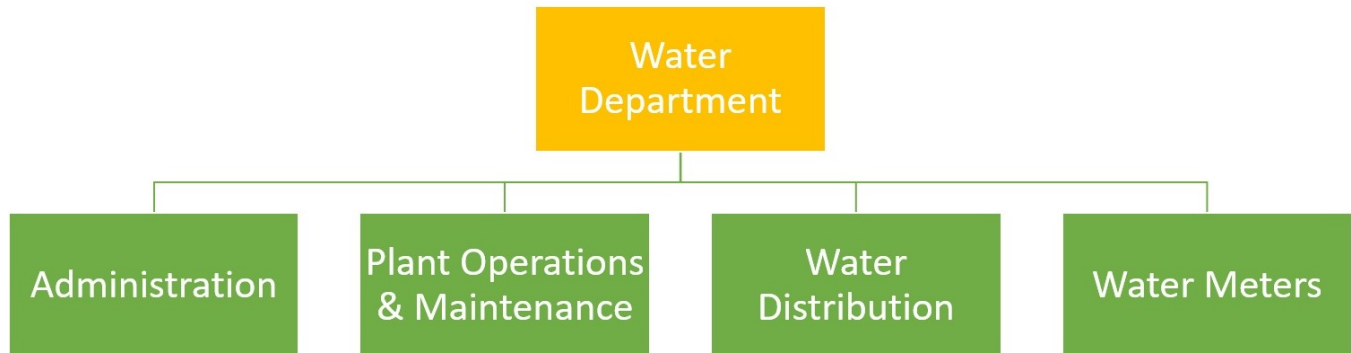 Water
Department
Administration
Plant Operations
& Maintenance
Water
Distribution
Water Meters